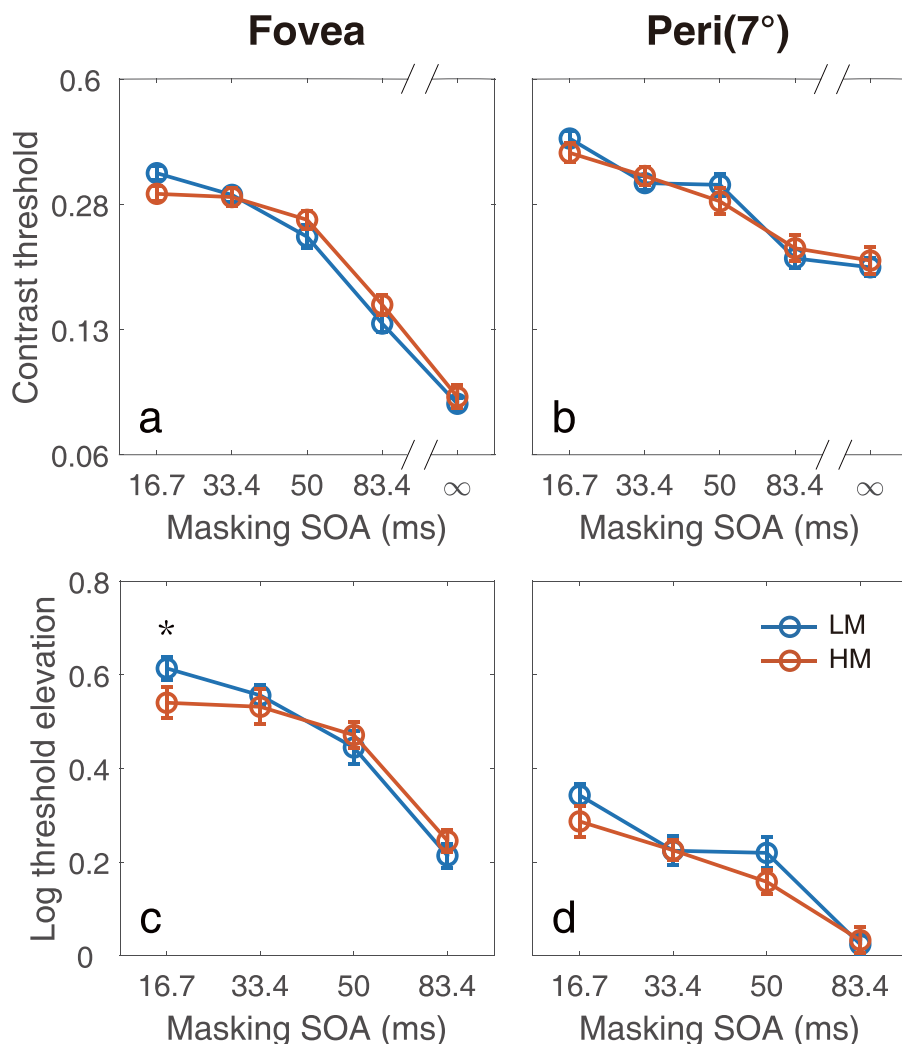 Fovea
Peri(7°)
Contrast threshold
0.6
0.28
0.13
0.06
a
b
16.7 33.4 50 83.4 ∞
16.7 33.4 50 83.4 ∞
Masking SOA (ms)
Masking SOA (ms)
Log threshold elevation
0.8
0.6
0.4
0.2
0
*
LM
HM
c
d
16.7 33.4 50 83.4
16.7 33.4 50 83.4
Masking SOA (ms)
Masking SOA (ms)